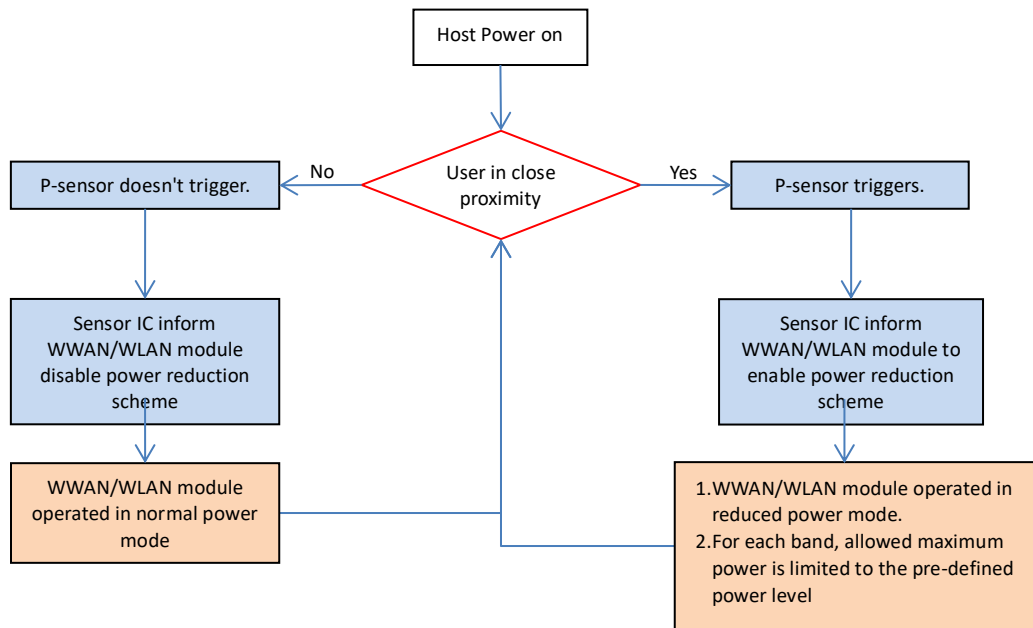 Host Power on
User in close
proximity
No
Yes
P-sensor doesn't trigger.
P-sensor triggers.
Sensor IC inform
WWAN/WLAN module
disable power reduction
scheme
Sensor IC inform
WWAN/WLAN module to
enable power reduction
scheme
WWAN/WLAN module
operated in normal power
mode
1.WWAN/WLAN module operated in
reduced power mode.
2.For each band, allowed maximum
power is limited to the pre-defined
power level